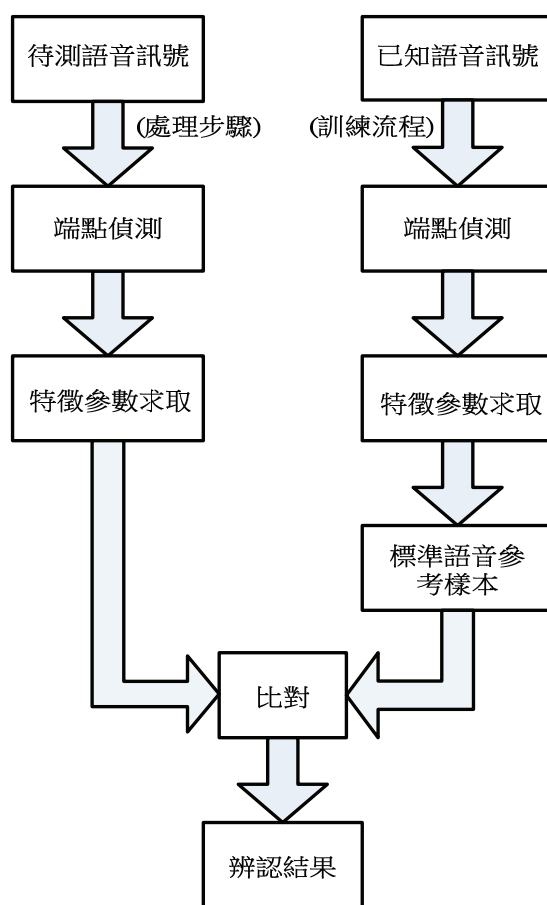 待測語音訊號
(處理步驟)
端點偵測
特徵參數求取
已知語音訊號
(訓練流程)
端點偵測
特徵參數求取
標準語音參
考樣本
比對
辨認結果